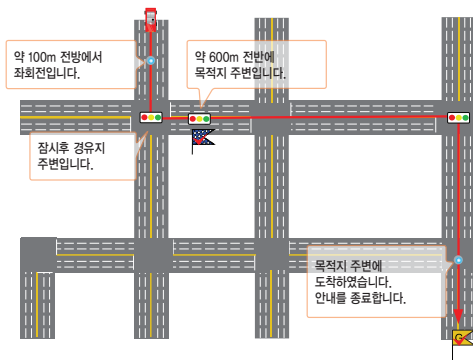 약 100m 전방에서
좌회전입니다.
약 600m 전반에
목적지 주변입니다.
잠시후 경유지
주변입니다.
목적지 주변에
도착하였습니다.
안내를 종료합니다.
G